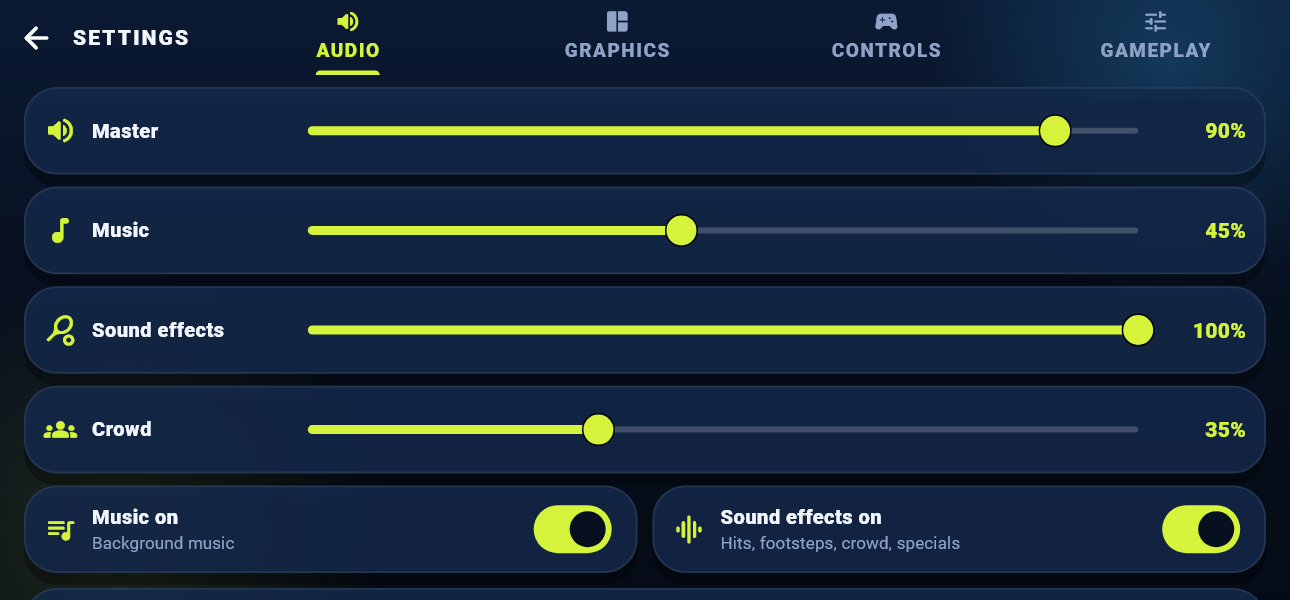 SETTINGS
AUDIO
GRAPHICS
CONTROLS
GAMEPLAY
Master
90%
Music
45%
Sound effects
100%
Crowd
35%
Music on
Background music
Sound effects on
Hits, footsteps, crowd, specials